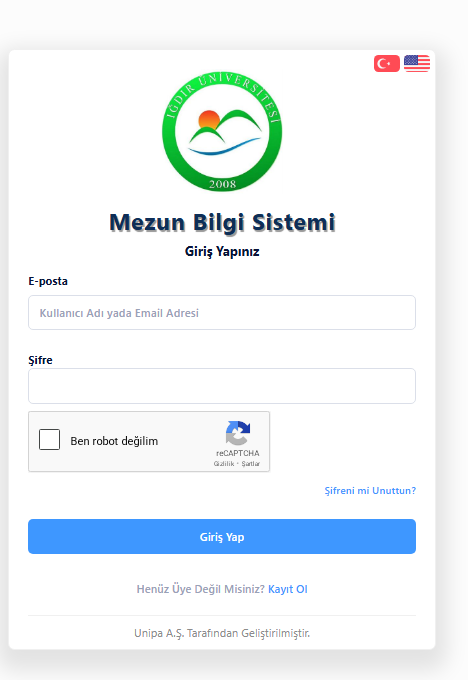 IĞDIR ÜNİVERSİTESİ
2008
Mezun Bilgi Sistemi
Giriş Yapınız
E-posta
Kullanıcı Adı yada Email Adresi
Şifre
Ben robot değilim
reCAPTCHA
Gizlilik - Şartlar
Şifreni mi Unuttun?
Giriş Yap
Henüz Üye Değil Misiniz? Kayıt Ol
Unipa A.Ş. Tarafından Geliştirilmiştir.